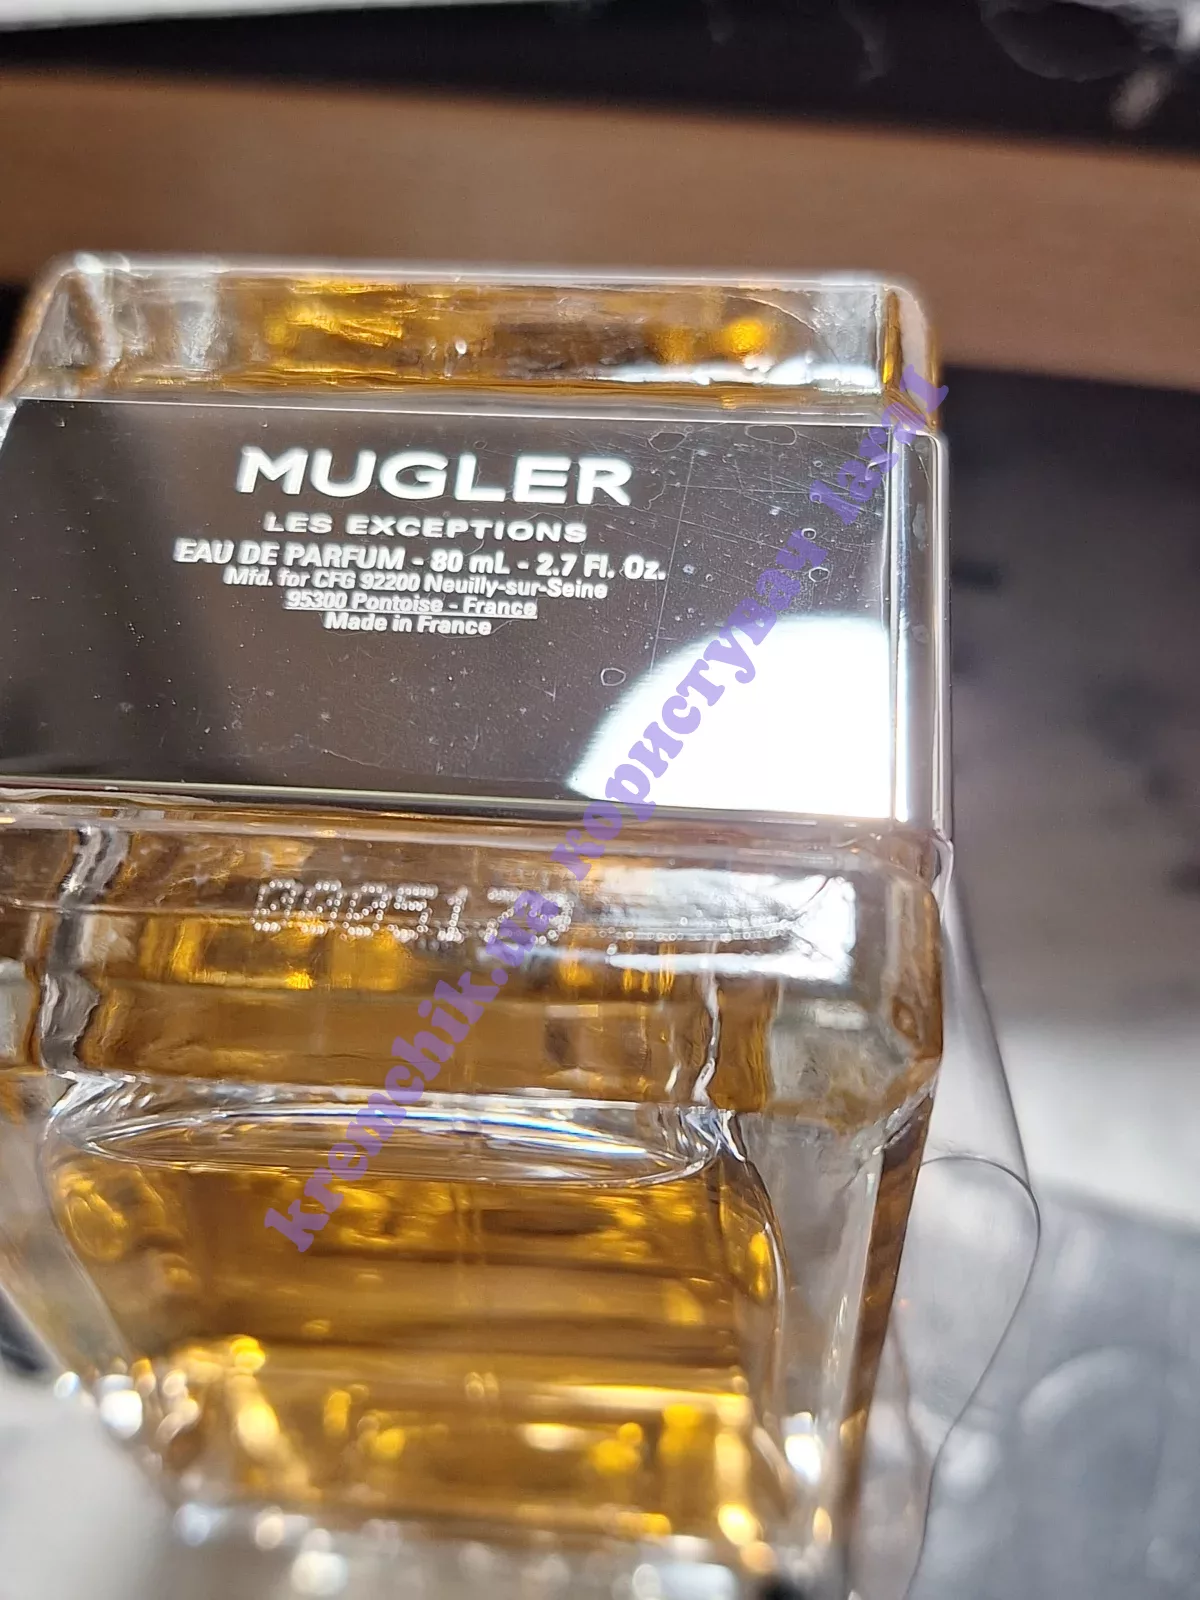 MUGLER
LES EXCEPTIONS
EAU DE PARFUM - 80 mL - 2.7 Fl. Oz.
Mfd. for CFG 92200 Neuilly-sur-Seine
95300 Pontoise - France
Made in France
kremchik.ua користувач